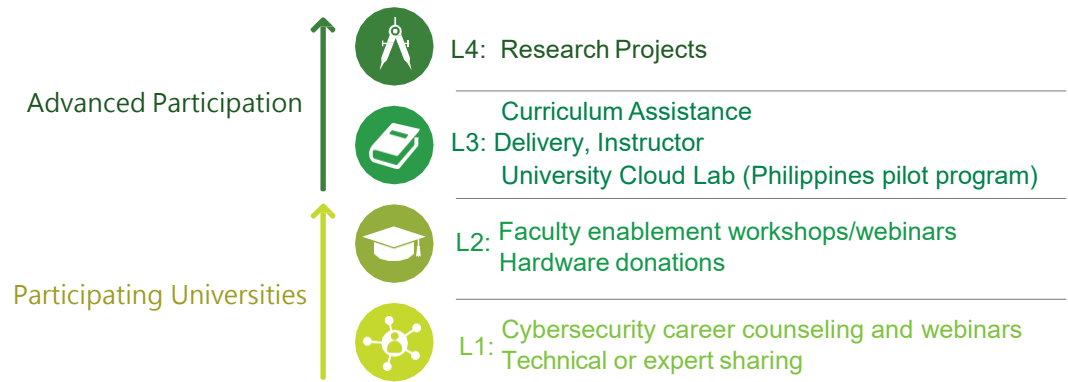 L4: Research Projects
Advanced Participation
Curriculum Assistance
L3: Delivery, Instructor
University Cloud Lab (Philippines pilot program)
L2: Faculty enablement workshops/webinars
Hardware donations
Participating Universities
L1: Cybersecurity career counseling and webinars
Technical or expert sharing